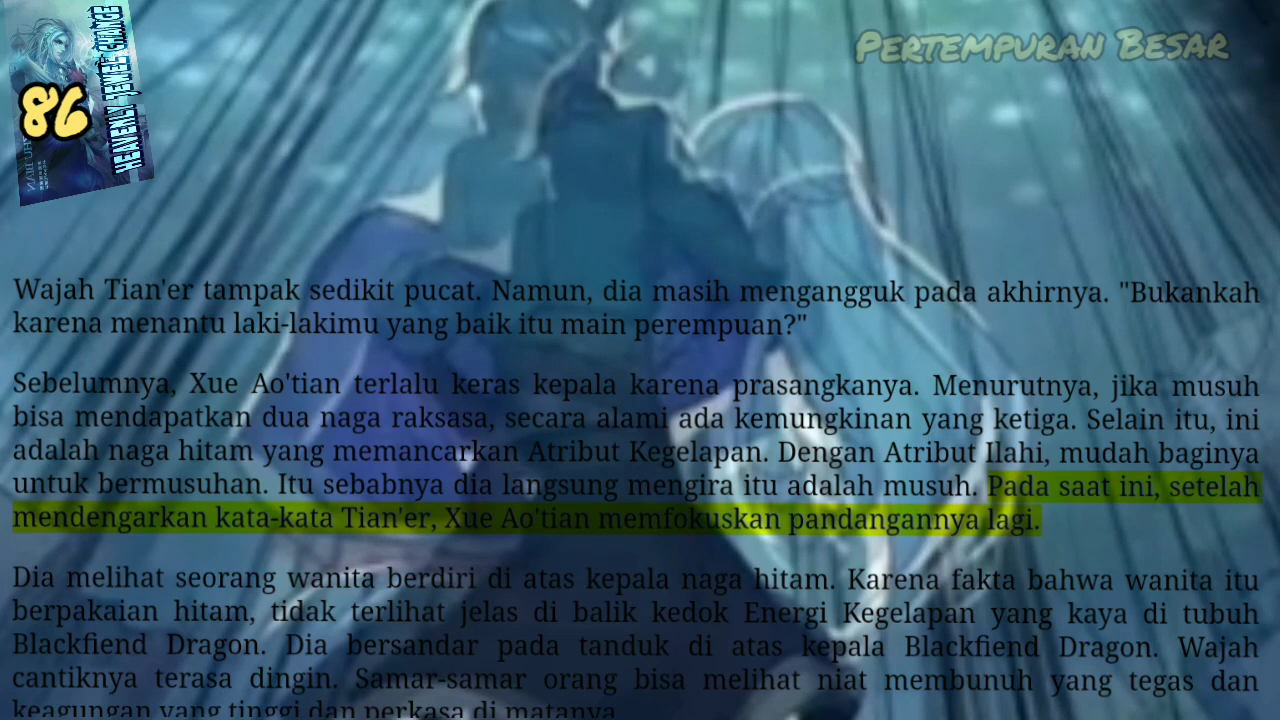 PERTEMPURAN BESAR
86
HEAVENLY JEWEL CHANGE
Wajah Tian'er tampak sedikit pucat. Namun, dia masih mengangguk pada akhirnya. "Bukankah
karena menantu laki-lakimu yang baik itu main perempuan?"
Sebelumnya, Xue Ao'tian terlalu keras kepala karena prasangkanya. Menurutnya, jika musuh
bisa mendapatkan dua naga raksasa, secara alami ada kemungkinan yang ketiga. Selain itu, ini
adalah naga hitam yang memancarkan Atribut Kegelapan. Dengan Atribut Ilahi, mudah baginya
untuk bermusuhan. Itu sebabnya dia langsung mengira itu adalah musuh. Pada saat ini, setelah
mendengarkan kata-kata Tian'er, Xue Ao'tian memfokuskan pandangannya lagi.
Dia melihat seorang wanita berdiri di atas kepala naga hitam. Karena fakta bahwa wanita itu
berpakaian hitam, tidak terlihat jelas di balik kedok Energi Kegelapan yang kaya di tubuh
Blackfiend Dragon. Dia bersandar pada tanduk di atas kepala Blackfiend Dragon. Wajah
cantiknya terasa dingin. Samar-samar orang bisa melihat niat membunuh yang tegas dan
keagungan yang tinggi dan perkasa di matanya.